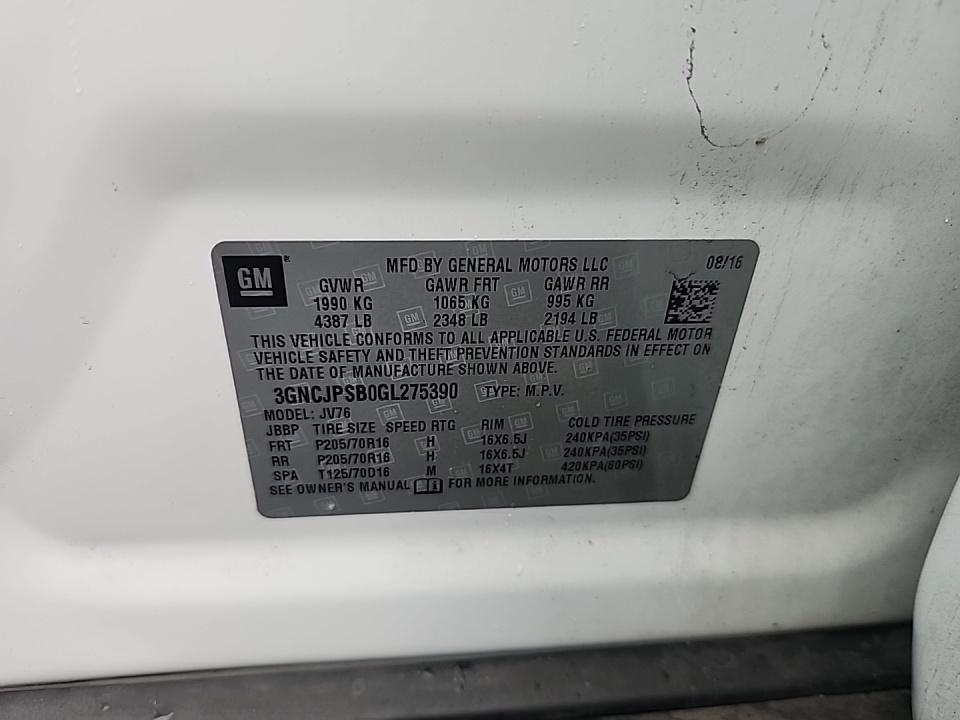 GM MFD BY GENERAL MOTORS LLC 08/16
GVWR GAWR FRT GAWR RR
1990 KG 1065 KG 995 KG
4387 LB 2348 LB 2194 LB
THIS VEHICLE CONFORMS TO ALL APPLICABLE U.S. FEDERAL MOTOR
VEHICLE SAFETY AND THEFT PREVENTION STANDARDS IN EFFECT ON
THE DATE OF MANUFACTURE SHOWN ABOVE.
3GNCJPSB0GL275390 TYPE: M.P.V.
MODEL: JV76
JBBP TIRE SIZE SPEED RTG RIM COLD TIRE PRESSURE
FRT P205/70R16 H 16X6.5J 240KPA(35PSI)
RR P205/70R16 H 16X6.5J 240KPA(35PSI)
SPA T125/70D16 M 16X4T 420KPA(60PSI)
SEE OWNER'S MANUAL FOR MORE INFORMATION.